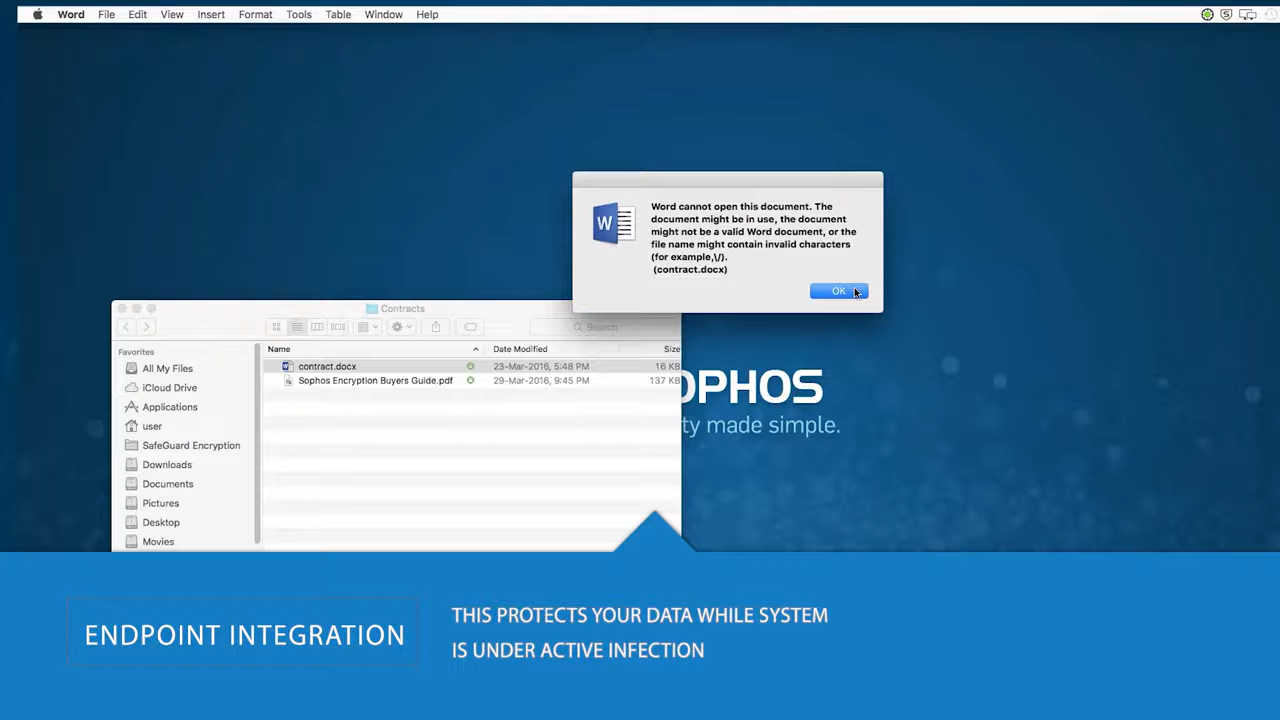 Word File Edit View Insert Format Tools Table Window Help
Word cannot open this document. The
document might be in use, the document
might not be a valid Word document, or the
file name might contain invalid characters
(for example,\/).
(contract.docx)
OK
Contracts
Search
Favorites
All My Files
iCloud Drive
Applications
user
SafeGuard Encryption
Downloads
Documents
Pictures
Desktop
Movies
Name Date Modified Size
contract.docx 23-Mar-2016, 5:48 PM 16 KB
Sophos Encryption Buyers Guide.pdf 29-Mar-2016, 9:45 PM 137 KB
OPHOS
ty made simple.
ENDPOINT INTEGRATION
THIS PROTECTS YOUR DATA WHILE SYSTEM
IS UNDER ACTIVE INFECTION